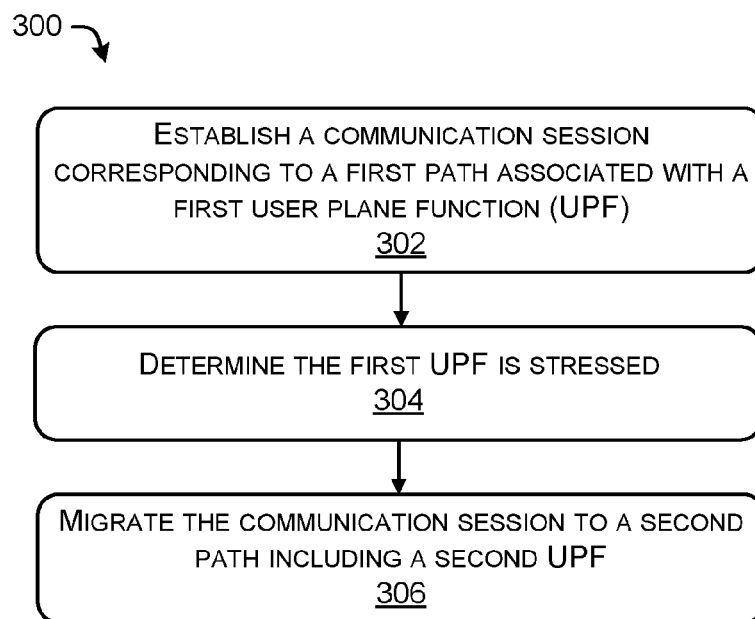 300
ESTABLISH A COMMUNICATION SESSION
CORRESPONDING TO A FIRST PATH ASSOCIATED WITH A
FIRST USER PLANE FUNCTION (UPF)
302
DETERMINE THE FIRST UPF IS STRESSED
304
MIGRATE THE COMMUNICATION SESSION TO A SECOND
PATH INCLUDING A SECOND UPF
306